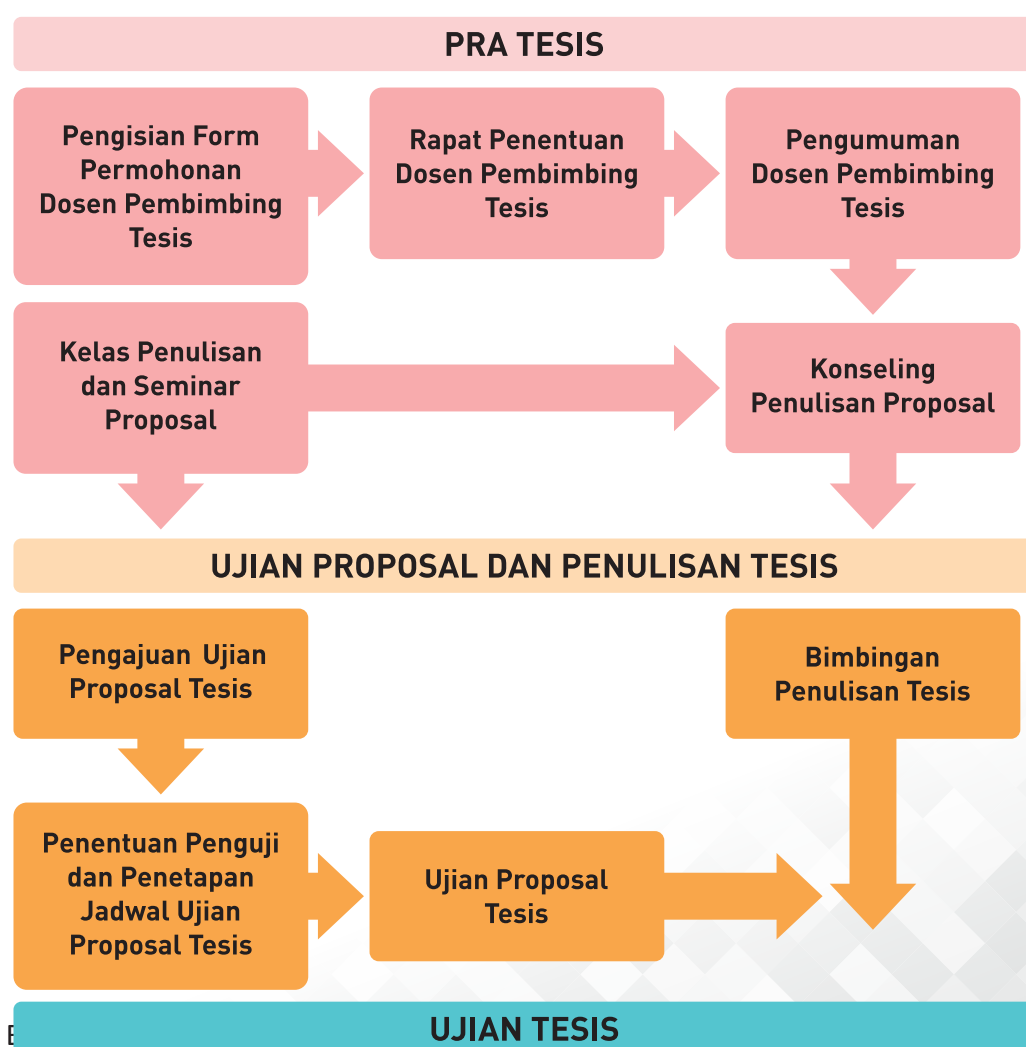 PRA TESIS
Pengisian Form
Permohonan
Dosen Pembimbing
Tesis
Rapat Penentuan
Dosen Pembimbing
Tesis
Pengumuman
Dosen Pembimbing
Tesis
Kelas Penulisan
dan Seminar
Proposal
Konseling
Penulisan Proposal
UJIAN PROPOSAL DAN PENULISAN TESIS
Pengajuan Ujian
Proposal Tesis
Bimbingan
Penulisan Tesis
Penentuan Penguji
dan Penetapan
Jadwal Ujian
Proposal Tesis
Ujian Proposal
Tesis
UJIAN TESIS